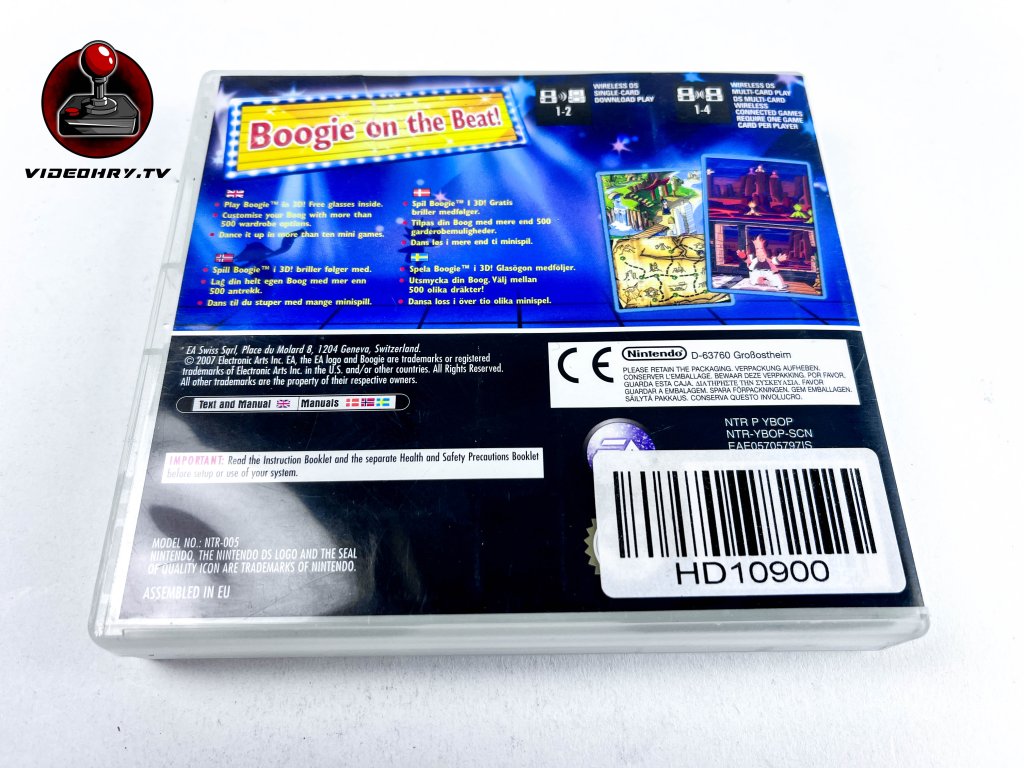 VIDEOHRY.TV
Boogie on the Beat!
WIRELESS DS
SINGLE-CARD
DOWNLOAD PLAY
1-2
WIRELESS DS
MULTI-CARD PLAY
DS MULTI-CARD
WIRELESS
CONNECTED GAMES
REQUIRE ONE GAME
CARD PER PLAYER
1-4
• Play Boogie™ in 3D! Free glasses inside.
• Customise your Boog with more than
500 wardrobe options.
• Dance it up in more than ten mini games.
• Spil Boogie™ I 3D! Gratis
briller medfølger.
• Tilpas din Boog med mere end 500
garderobemuligheder.
• Dans løs i mere end ti minispil.
• Spill Boogie™ i 3D! briller følger med.
• Lag din helt egen Boog med mer enn
500 antrekk.
• Dans til du stuper med mange minispill.
• Spela Boogie™ i 3D! Glasögon medföljer.
• Utsmycka din Boog. Välj mellan
500 olika dräkter!
• Dansa loss i över tio olika minispel.
EA Swiss Sarl, Place du Molard 8, 1204 Geneva, Switzerland.
© 2007 Electronic Arts Inc. EA, the EA logo and Boogie are trademarks or registered
trademarks of Electronic Arts Inc. in the U.S. and/or other countries. All Rights Reserved.
All other trademarks are the property of their respective owners.
Text and Manual
Manuals
CE
Nintendo
D-63760 Großostheim
PLEASE RETAIN THE PACKAGING. VERPACKUNG AUFHEBEN.
CONSERVER L'EMBALLAGE. BEWAAR DEZE VERPAKKING. POR FAVOR,
GUARDA ESTA CAJA. ΔΙΑΤΗΡΗΣΤΕ ΤΗΝ ΣΥΣΚΕΥΑΣΙΑ. FAVOR
GUARDAR A EMBALAGEM. SPARA FÖRPACKNINGEN. GEM EMBALLAGEN.
SÄILYTÄ PAKKAUS. CONSERVA QUESTO INVOLUCRO.
NTR P YBOP
NTR-YBOP-SCN
EAE05705797IS
EA
IMPORTANT: Read the Instruction Booklet and the separate Health and Safety Precautions Booklet
before setup or use of your system.
HD10900
MODEL NO.: NTR-005
NINTENDO, THE NINTENDO DS LOGO AND THE SEAL
OF QUALITY ICON ARE TRADEMARKS OF NINTENDO.
ASSEMBLED IN EU